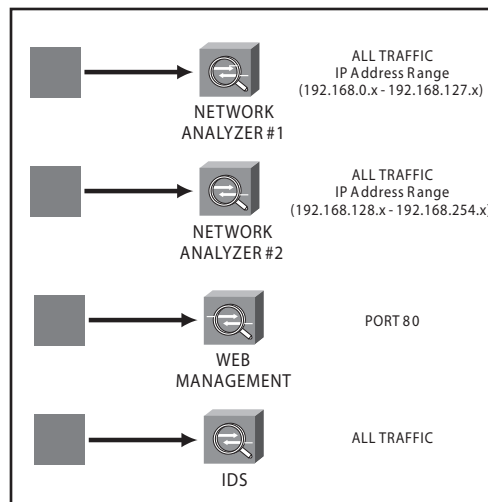 ALL TRAFFIC
IP Address Range
(192.168.0.x - 192.168.127.x)
NETWORK
ANALYZER #1
ALL TRAFFIC
IP Address Range
(192.168.128.x - 192.168.254.x)
NETWORK
ANALYZER #2
PORT 80
WEB
MANAGEMENT
ALL TRAFFIC
IDS